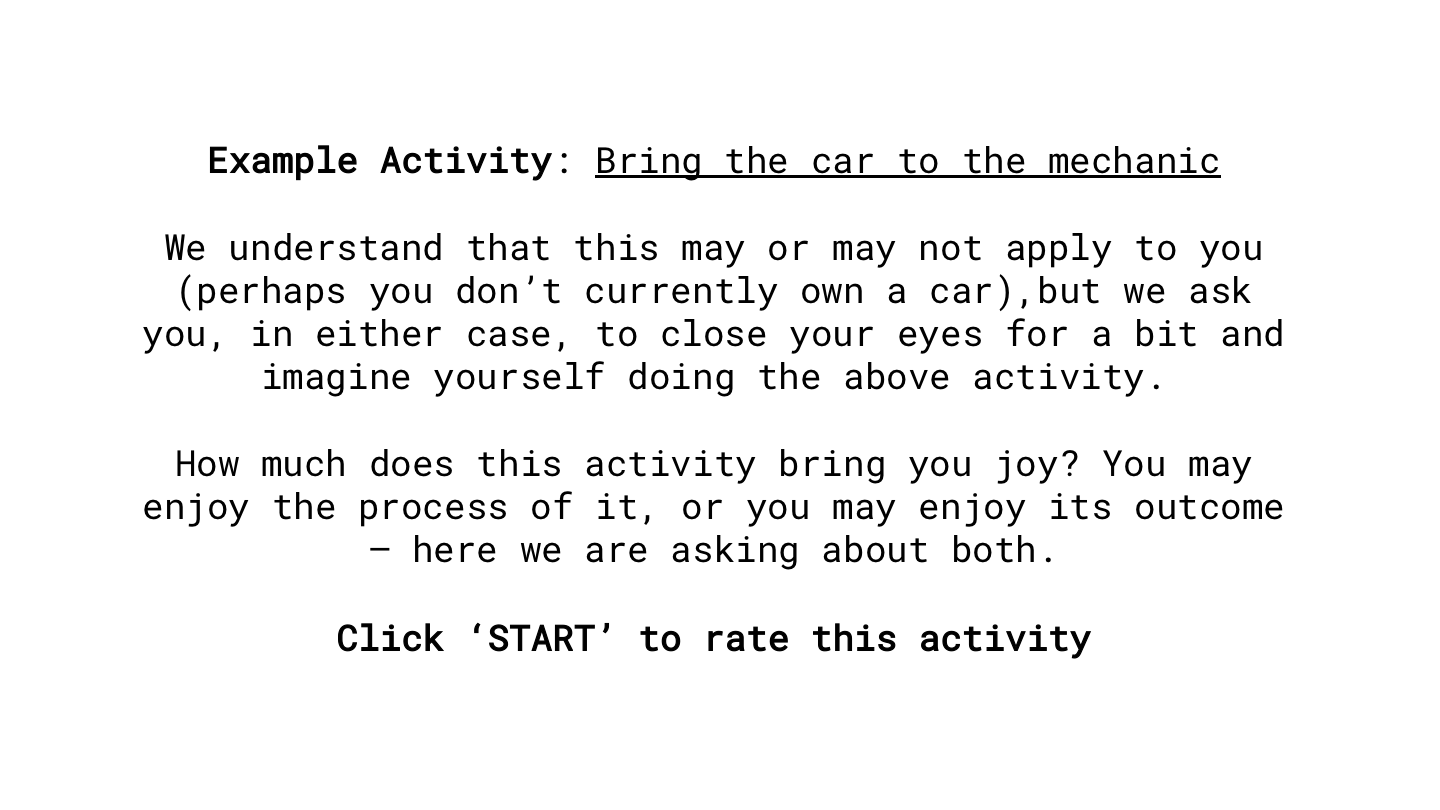 Example Activity: Bring the car to the mechanic
We understand that this may or may not apply to you
(perhaps you don’t currently own a car),but we ask
you, in either case, to close your eyes for a bit and
imagine yourself doing the above activity.
How much does this activity bring you joy? You may
enjoy the process of it, or you may enjoy its outcome
– here we are asking about both.
Click ‘START’ to rate this activity